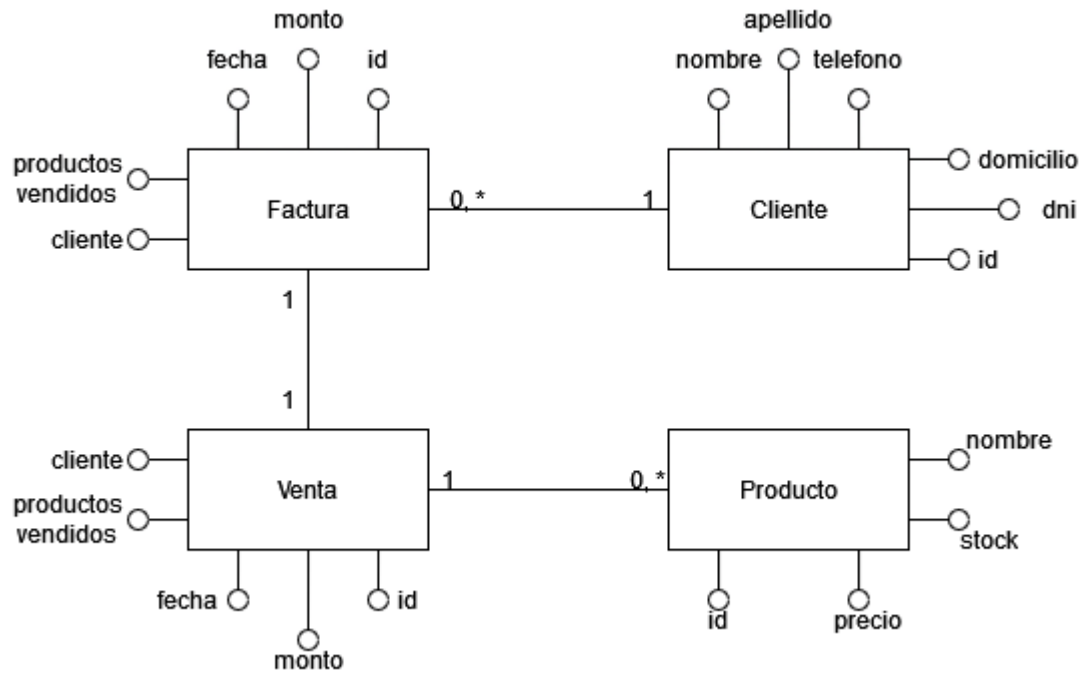 monto
apellido
fecha
id
nombre
telefono
productos
vendidos
domicilio
Factura
0, *
1
Cliente
dni
cliente
id
1
1
cliente
nombre
1
0, *
Venta
Producto
productos
vendidos
stock
fecha
id
id
precio
monto